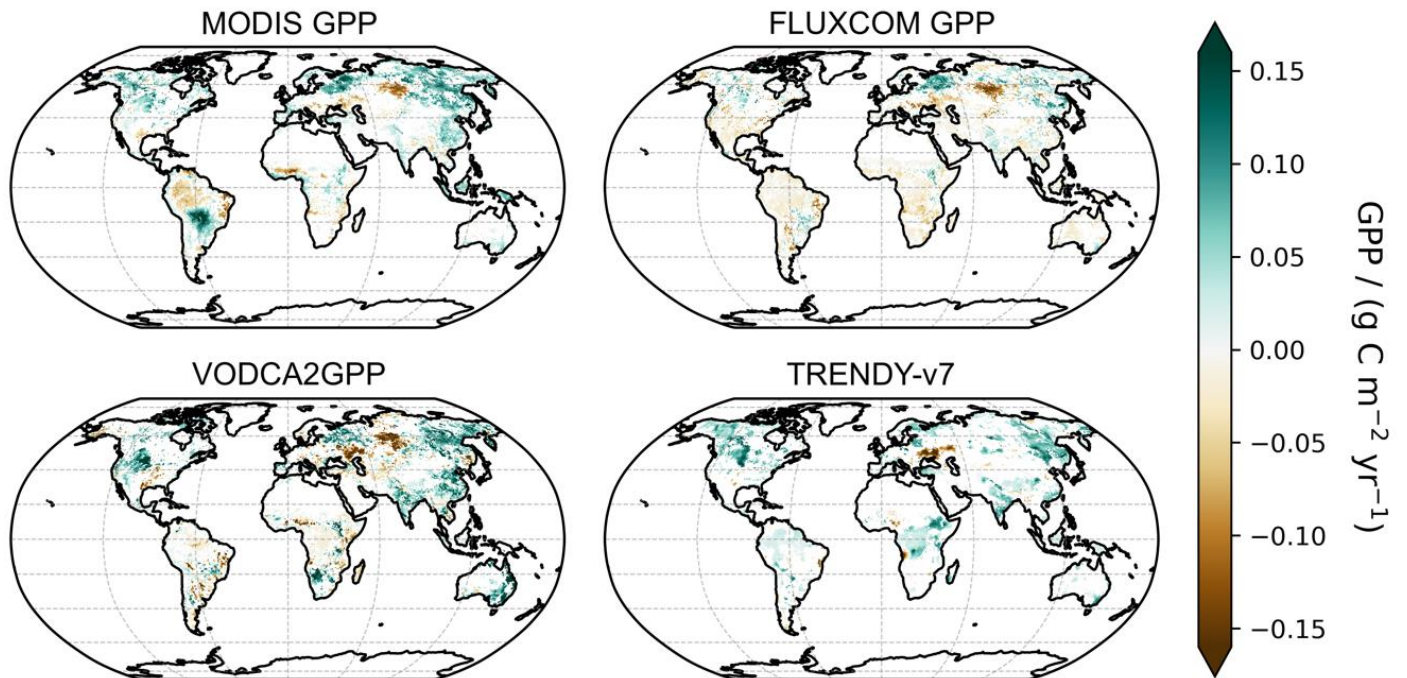 MODIS GPP
FLUXCOM GPP
VODCA2GPP
TRENDY-v7
0.15
0.10
0.05
0.00
−0.05
−0.10
−0.15
GPP / (g C m⁻² yr⁻¹)